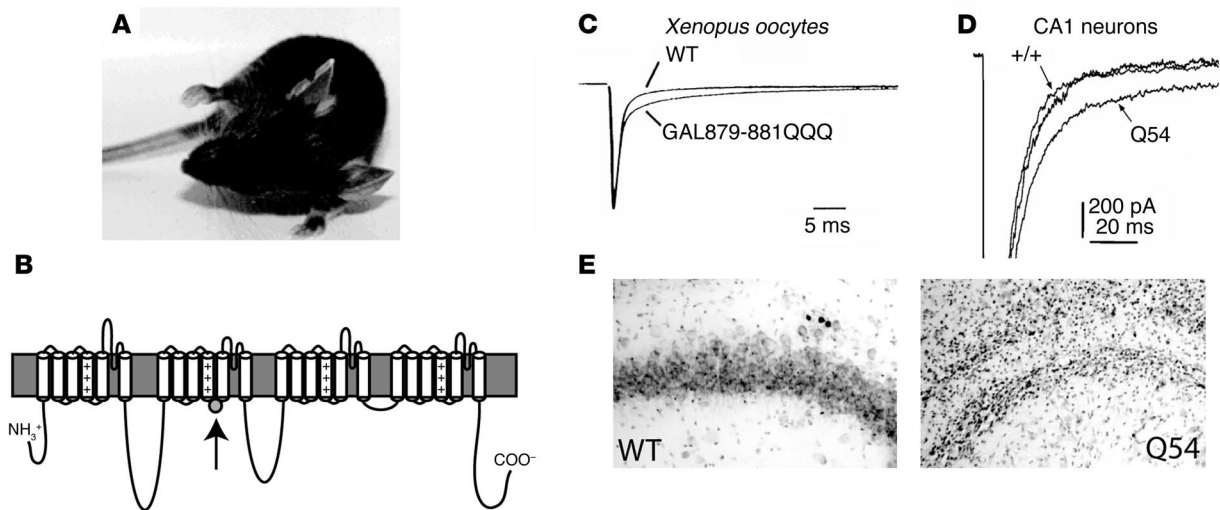 A
B
NH₃⁺
+
+
+
+
+
+
+
+
+
+
+
+
COO⁻
C
Xenopus oocytes
WT
GAL879-881QQQ
5 ms
D
CA1 neurons
+/+
Q54
200 pA
20 ms
E
WT
Q54